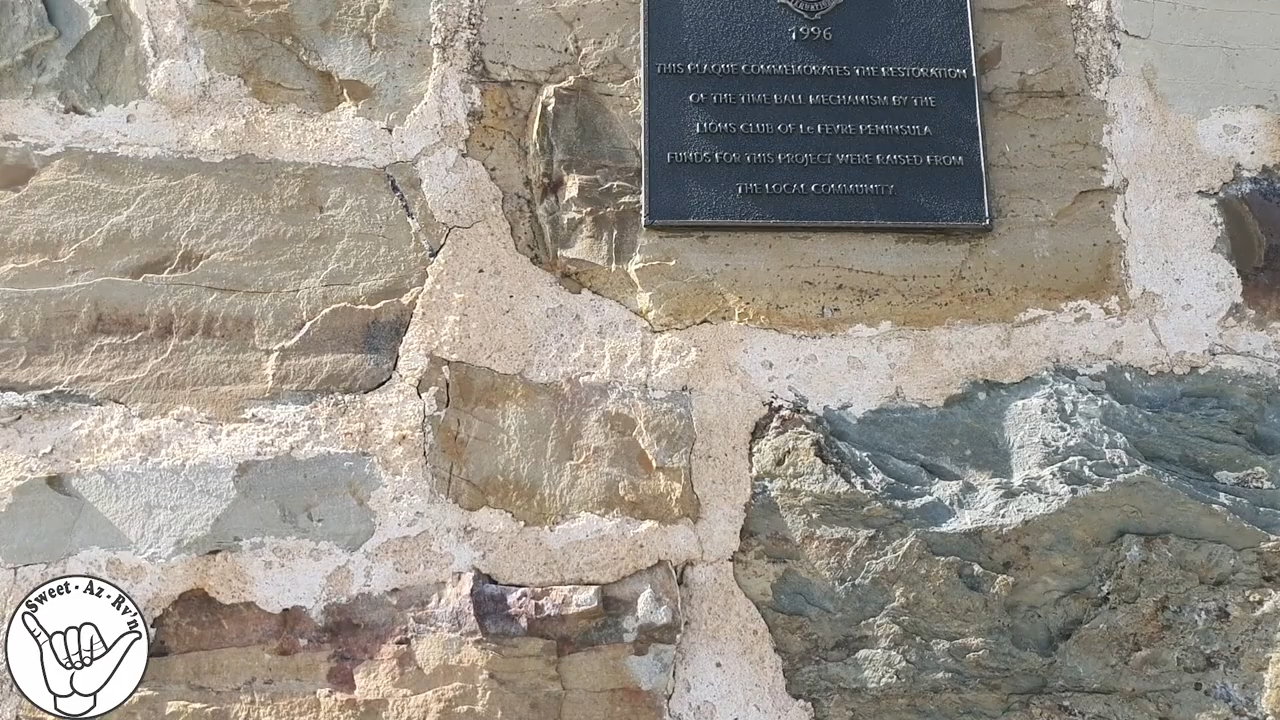 1996
THIS PLAQUE COMMEMORATES THE RESTORATION
OF THE TIME BALL MECHANISM BY THE
LIONS CLUB OF Le FEVRE PENINSULA
FUNDS FOR THIS PROJECT WERE RAISED FROM
THE LOCAL COMMUNITY.
Sweet-Az-Rv'n